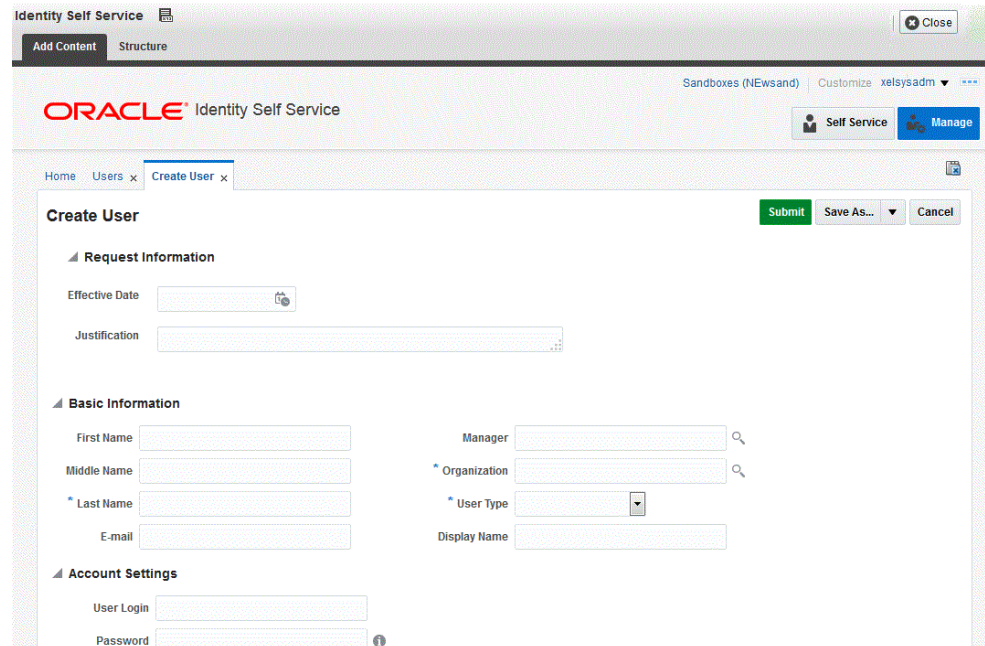 Identity Self Service
Close
Add Content Structure
Sandboxes (NEwsand) Customize xelsysadm
ORACLE® Identity Self Service
Self Service Manage
Home Users x Create User x
Create User
Submit Save As... Cancel
Request Information
Effective Date
Justification
Basic Information
First Name Manager
Middle Name * Organization
* Last Name * User Type
E-mail Display Name
Account Settings
User Login
Password